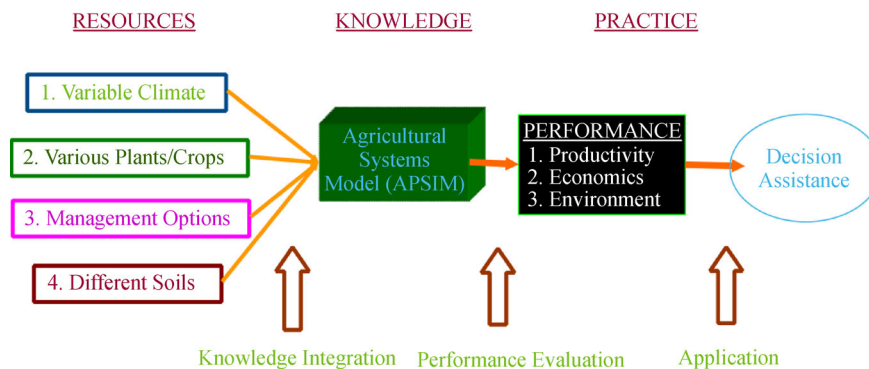 RESOURCES
KNOWLEDGE
PRACTICE
1. Variable Climate
2. Various Plants/Crops
3. Management Options
4. Different Soils
Agricultural
Systems
Model (APSIM)
PERFORMANCE
1. Productivity
2. Economics
3. Environment
Decision
Assistance
Knowledge Integration
Performance Evaluation
Application